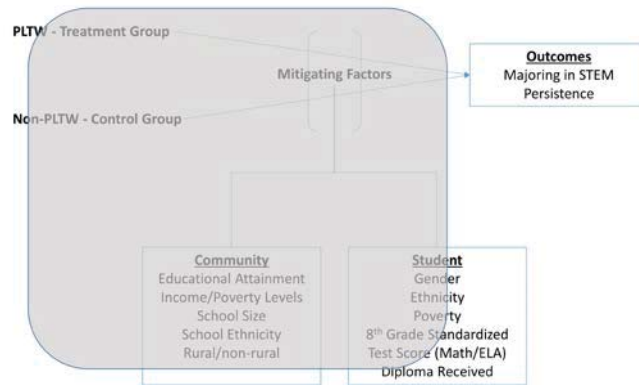 PLTW - Treatment Group
Mitigating Factors
Outcomes
Majoring in STEM
Persistence
Non-PLTW - Control Group
Community
Educational Attainment
Income/Poverty Levels
School Size
School Ethnicity
Rural/non-rural
Student
Gender
Ethnicity
Poverty
8th Grade Standardized
Test Score (Math/ELA)
Diploma Received